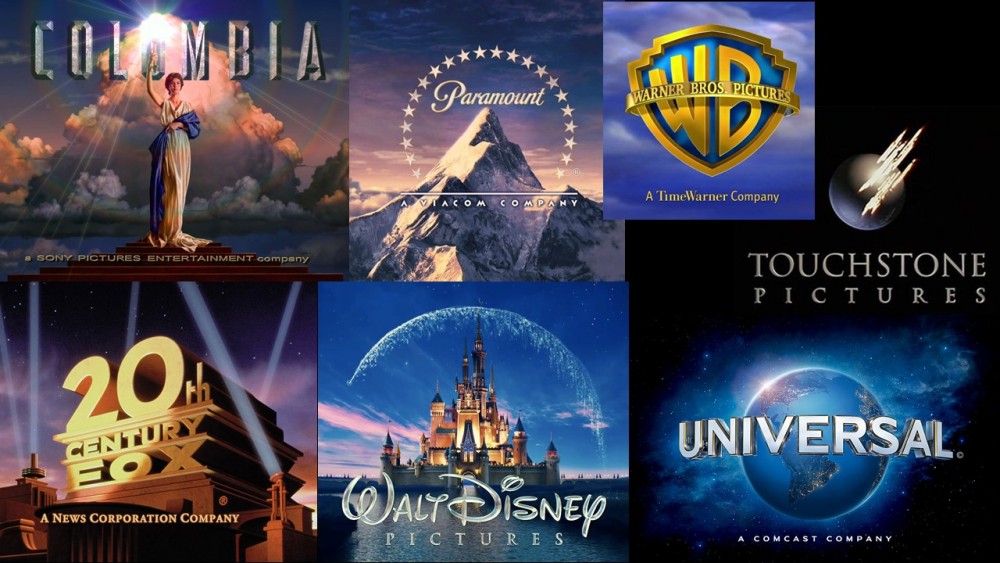 COLUMBIA
a SONY PICTURES ENTERTAINMENT company
Paramount
A VIACOM COMPANY
WB
WARNER BROS. PICTURES
A TimeWarner Company
TOUCHSTONE
PICTURES
20th
CENTURY
FOX
®
A NEWS CORPORATION COMPANY
WALT DISNEY
PICTURES
UNIVERSAL
©
A COMCAST COMPANY